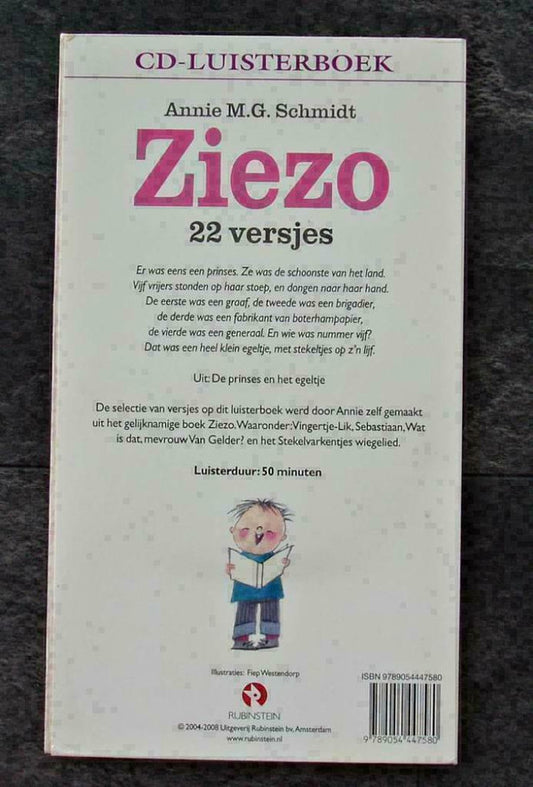 CD-LUISTERBOEK
Annie M.G. Schmidt
Ziezo
22 versjes
Er was eens een prinses. Ze was de schoonste van het land.
Vijf vrijers stonden op haar stoep, en dongen naar haar hand.
De eerste was een graaf, de tweede was een brigadier,
de derde was een fabrikant van boterhampapier,
de vierde was een generaal. En wie was nummer vijf?
Dat was een heel klein egeltje, met stekeltjes op z'n lijf.
Uit: De prinses en het egeltje
De selectie van versjes op dit luisterboek werd door Annie zelf gemaakt
uit het gelijknamige boek Ziezo. Waaronder: Vingertje-Lik, Sebastiaan, Wat
is dat, mevrouw Van Gelder? en het Stekelvarkentjes wiegelied.
Luisterduur: 50 minuten
Illustraties: Fiep Westendorp
RUBINSTEIN
© 2004-2008 Uitgeverij Rubinstein bv, Amsterdam
www.rubinstein.nl
ISBN 9789054447580
9 789054 447580